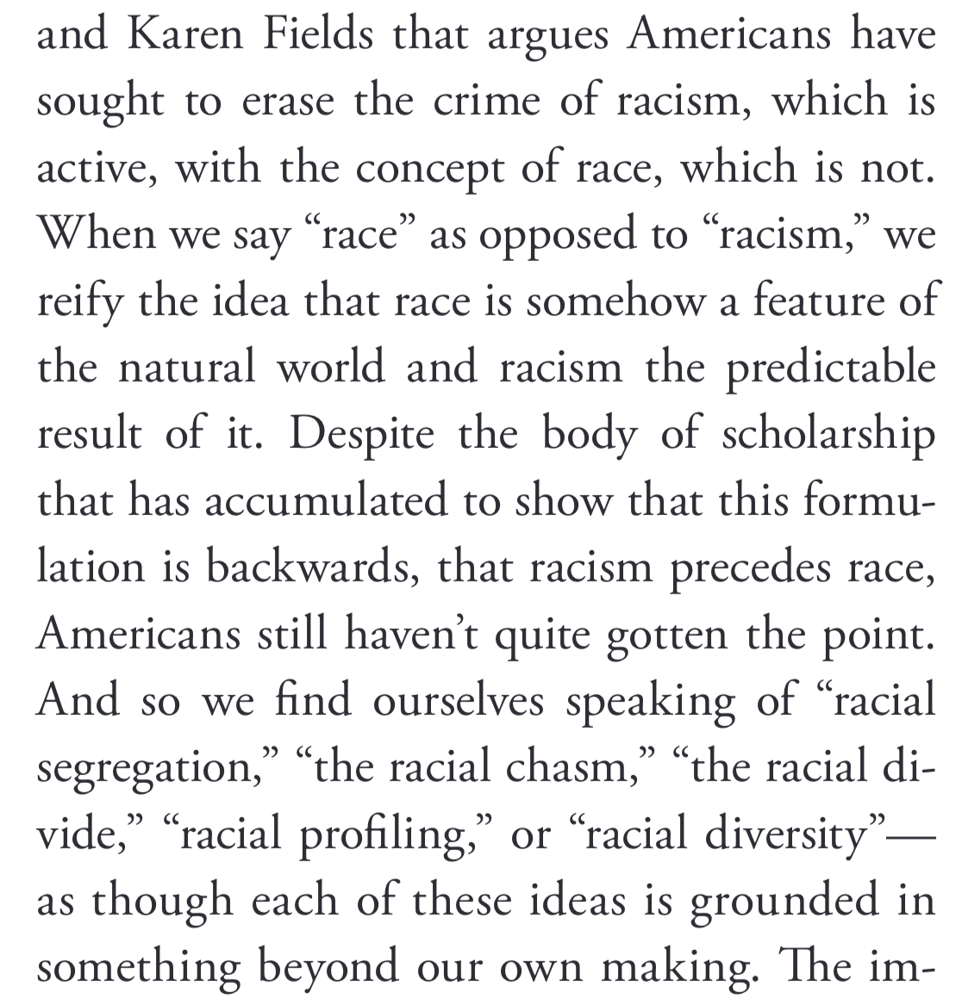 and Karen Fields that argues Americans have
sought to erase the crime of racism, which is
active, with the concept of race, which is not.
When we say “race” as opposed to “racism,” we
reify the idea that race is somehow a feature of
the natural world and racism the predictable
result of it. Despite the body of scholarship
that has accumulated to show that this formu-
lation is backwards, that racism precedes race,
Americans still haven’t quite gotten the point.
And so we find ourselves speaking of “racial
segregation,” “the racial chasm,” “the racial di-
vide,” “racial profiling,” or “racial diversity”—
as though each of these ideas is grounded in
something beyond our own making. The im-